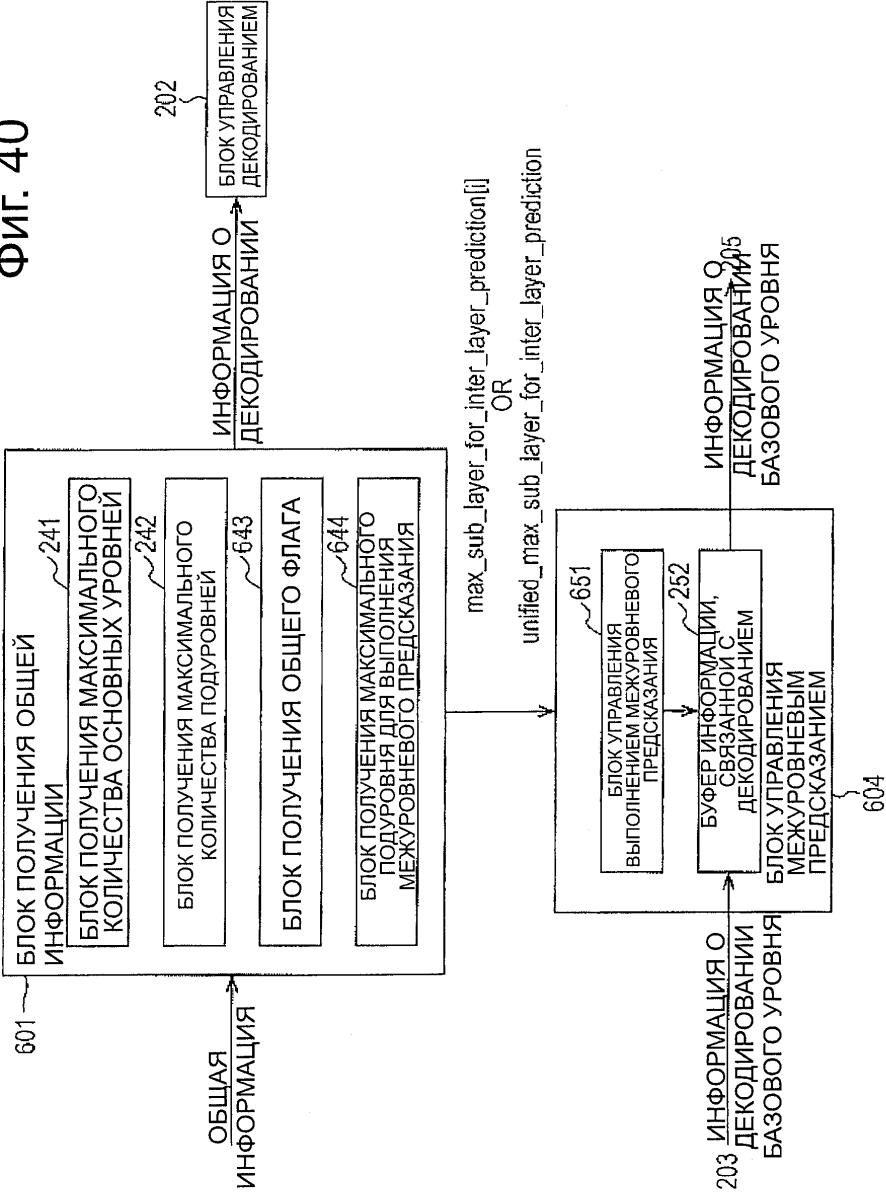 Фиг. 40
601
БЛОК ПОЛУЧЕНИЯ ОБЩЕЙ
ИНФОРМАЦИИ
241
БЛОК ПОЛУЧЕНИЯ МАКСИМАЛЬНОГО
КОЛИЧЕСТВА ОСНОВНЫХ УРОВНЕЙ
242
БЛОК ПОЛУЧЕНИЯ МАКСИМАЛЬНОГО
КОЛИЧЕСТВА ПОДУРОВНЕЙ
643
БЛОК ПОЛУЧЕНИЯ ОБЩЕГО ФЛАГА
644
БЛОК ПОЛУЧЕНИЯ МАКСИМАЛЬНОГО
ПОДУРОВНЯ ДЛЯ ВЫПОЛНЕНИЯ
МЕЖУРОВНЕВОГО ПРЕДСКАЗАНИЯ
ОБЩАЯ
ИНФОРМАЦИЯ
ИНФОРМАЦИЯ О
ДЕКОДИРОВАНИИ
202
БЛОК УПРАВЛЕНИЯ
ДЕКОДИРОВАНИЕМ
max_sub_layer_for_inter_layer_prediction[i]
OR
unified_max_sub_layer_for_inter_layer_prediction
651
БЛОК УПРАВЛЕНИЯ
ВЫПОЛНЕНИЕМ МЕЖУРОВНЕВОГО
ПРЕДСКАЗАНИЯ
252
БУФЕР ИНФОРМАЦИИ,
СВЯЗАННОЙ С
ДЕКОДИРОВАНИЕМ
БЛОК УПРАВЛЕНИЯ
МЕЖУРОВНЕВЫМ
ПРЕДСКАЗАНИЕМ
604
203 ИНФОРМАЦИЯ О
ДЕКОДИРОВАНИИ
БАЗОВОГО УРОВНЯ
ИНФОРМАЦИЯ О 205
ДЕКОДИРОВАНИИ
БАЗОВОГО УРОВНЯ